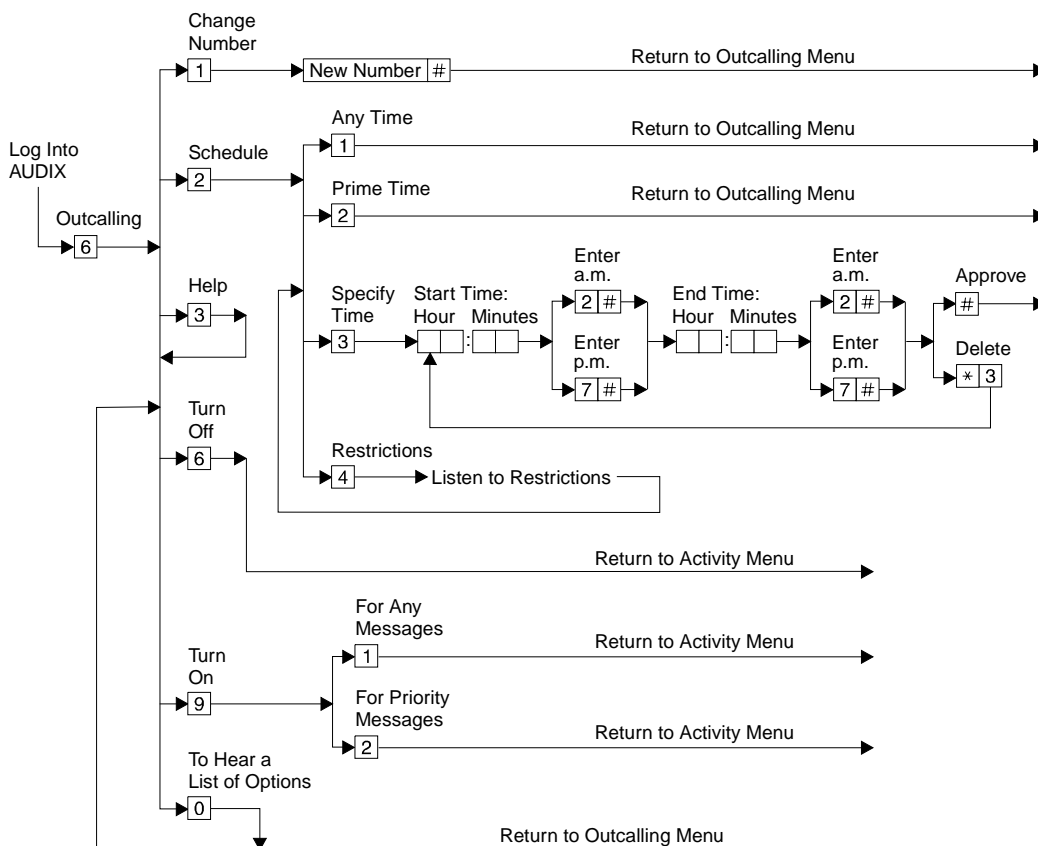 Change
Number
1
New Number #
Return to Outcalling Menu
Any Time
1
Return to Outcalling Menu
Log Into
AUDIX
Schedule
2
Prime Time
2
Return to Outcalling Menu
Outcalling
6
Help
3
Specify
Time
3
Start Time:
Hour Minutes
:
Enter
a.m.
2 #
Enter
p.m.
7 #
End Time:
Hour Minutes
:
Enter
a.m.
2 #
Enter
p.m.
7 #
Approve
#
Delete
* 3
Turn
Off
6
Restrictions
4
Listen to Restrictions
Return to Activity Menu
Turn
On
9
For Any
Messages
1
Return to Activity Menu
For Priority
Messages
2
Return to Activity Menu
To Hear a
List of Options
0
Return to Outcalling Menu